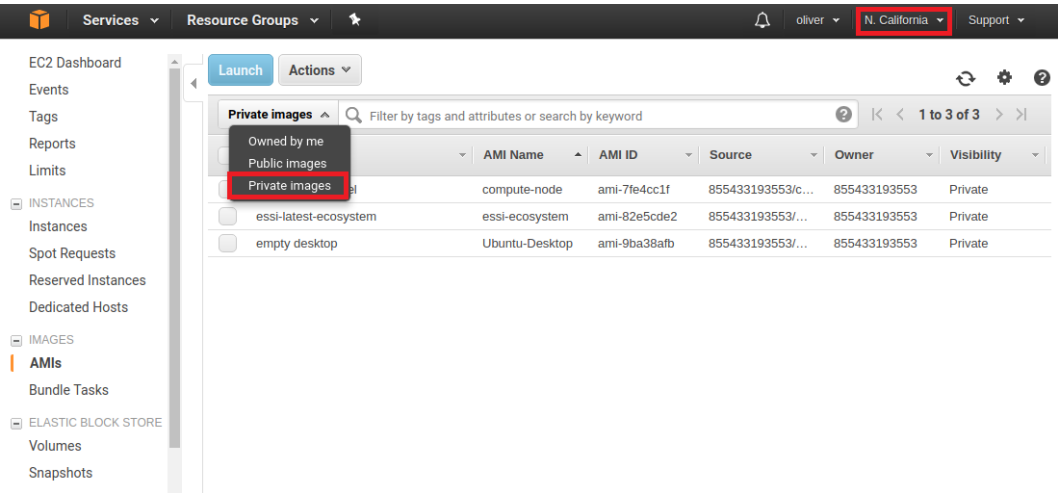 Services Resource Groups oliver N. California Support
EC2 Dashboard
Events
Tags
Reports
Limits
INSTANCES
Instances
Spot Requests
Reserved Instances
Dedicated Hosts
IMAGES
AMIs
Bundle Tasks
ELASTIC BLOCK STORE
Volumes
Snapshots
Launch Actions
Private images Filter by tags and attributes or search by keyword 1 to 3 of 3
Owned by me
Public images
Private images
AMI Name AMI ID Source Owner Visibility
compute-node ami-7fe4cc1f 855433193553/c... 855433193553 Private
essi-latest-ecosystem essi-ecosystem ami-82e5cde2 855433193553/... 855433193553 Private
empty desktop Ubuntu-Desktop ami-9ba38afb 855433193553/... 855433193553 Private